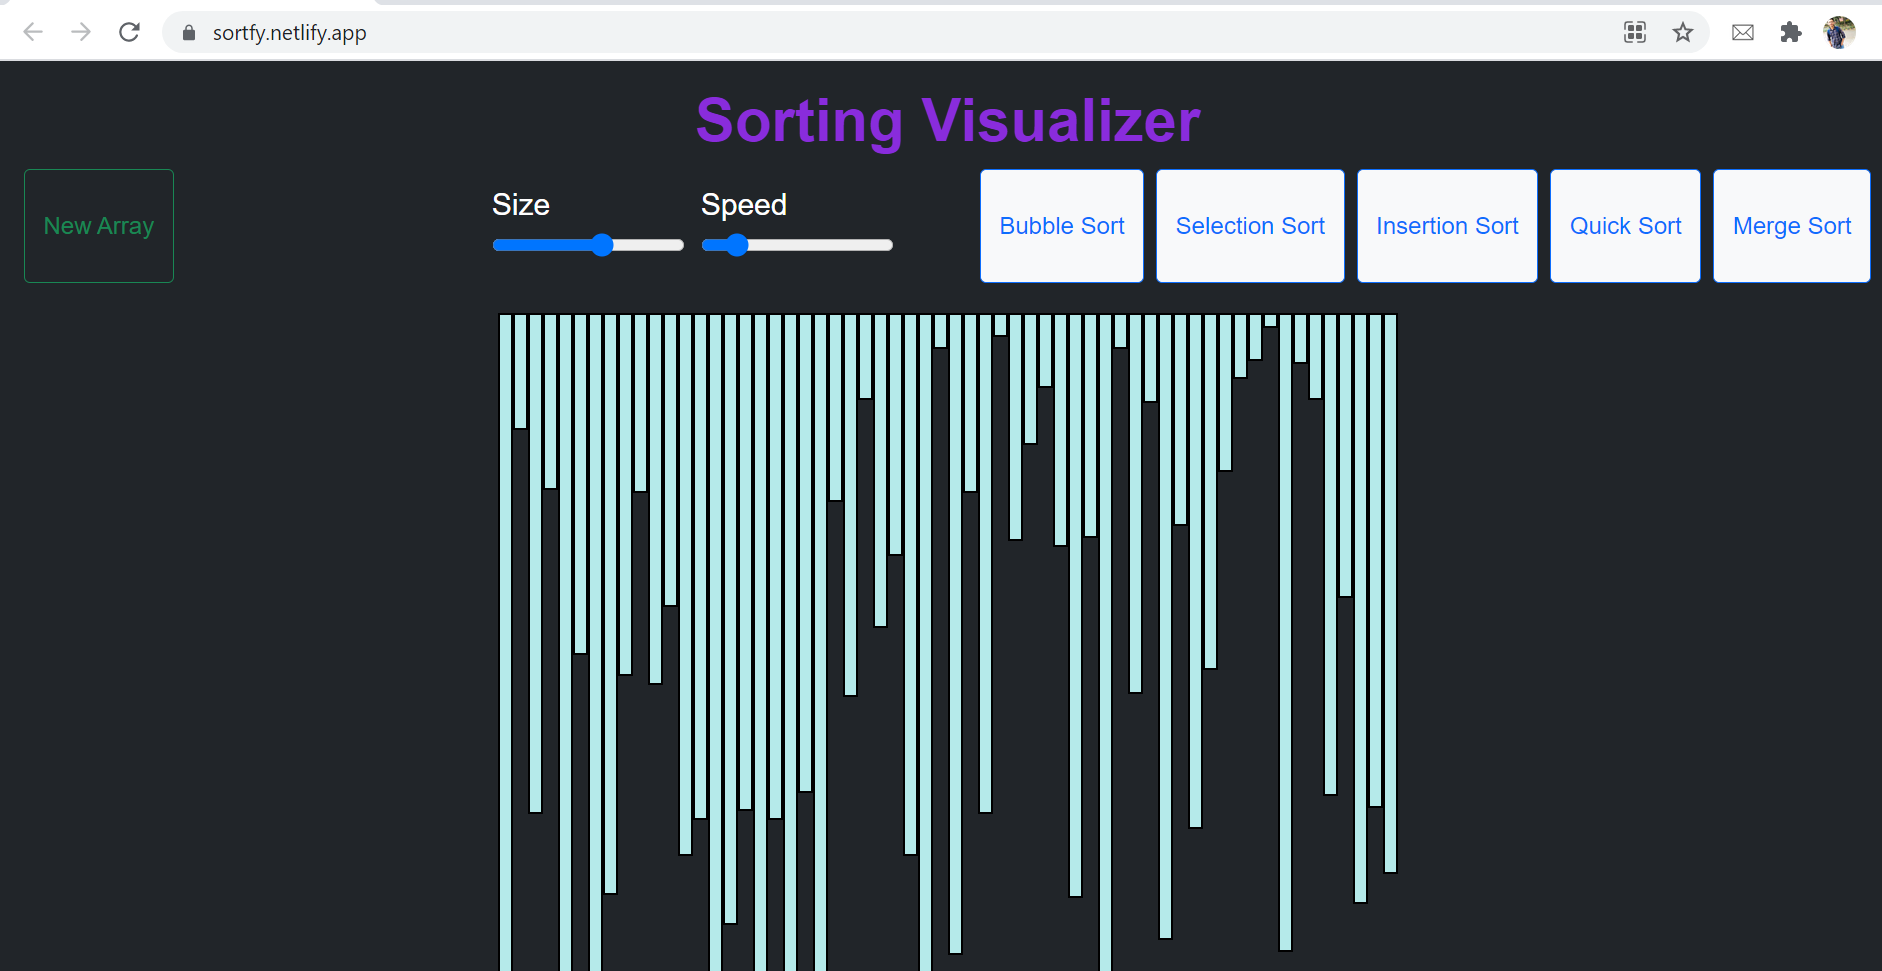 sortfy.netlify.app
Sorting Visualizer
New Array
Size
Speed
Bubble Sort
Selection Sort
Insertion Sort
Quick Sort
Merge Sort